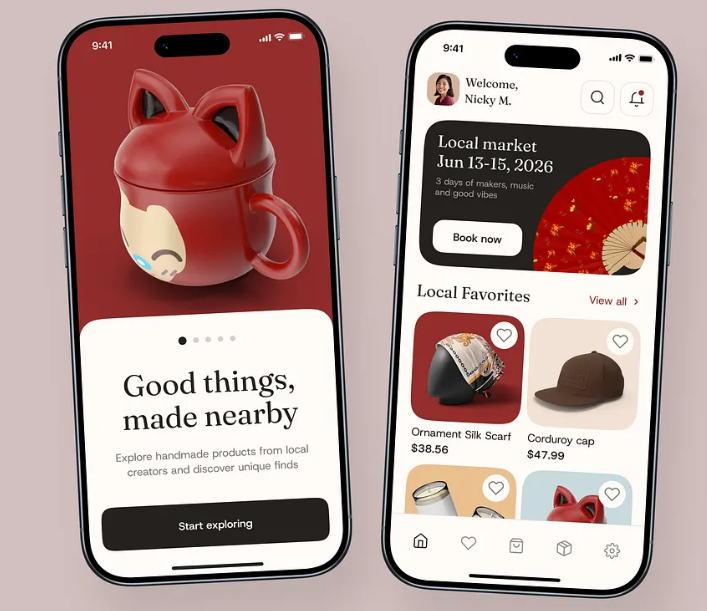 9:41
Good things,
made nearby
Explore handmade products from local
creators and discover unique finds
Start exploring
9:41
Welcome,
Nicky M.
Local market
Jun 13-15, 2026
3 days of makers, music
and good vibes
Book now
Local Favorites
View all
Ornament Silk Scarf
$38.56
Corduroy cap
$47.99